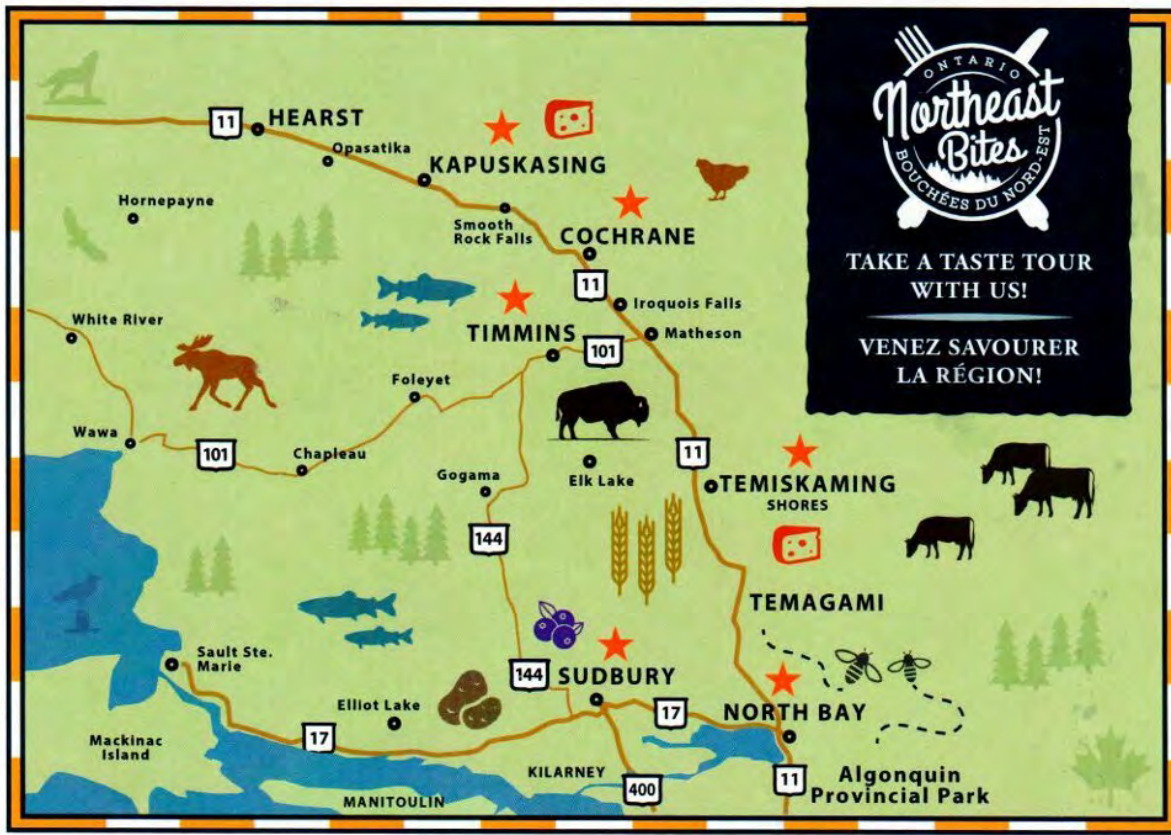 ONTARIO
Northeast
Bites
BOUCHÉES DU NORD-EST
TAKE A TASTE TOUR
WITH US!
VENEZ SAVOURER
LA RÉGION!
11
HEARST
Opasatika
KAPUSKASING
Hornepayne
Smooth
Rock Falls
COCHRANE
11
Iroquois Falls
White River
TIMMINS
101
Matheson
Foleyet
Wawa
101
Chapleau
Gogama
Elk Lake
11
TEMISKAMING
SHORES
144
TEMAGAMI
Sault Ste.
Marie
144
SUDBURY
Elliot Lake
17
17
NORTH BAY
Mackinac
Island
KILARNEY
MANITOULIN
400
11
Algonquin
Provincial Park